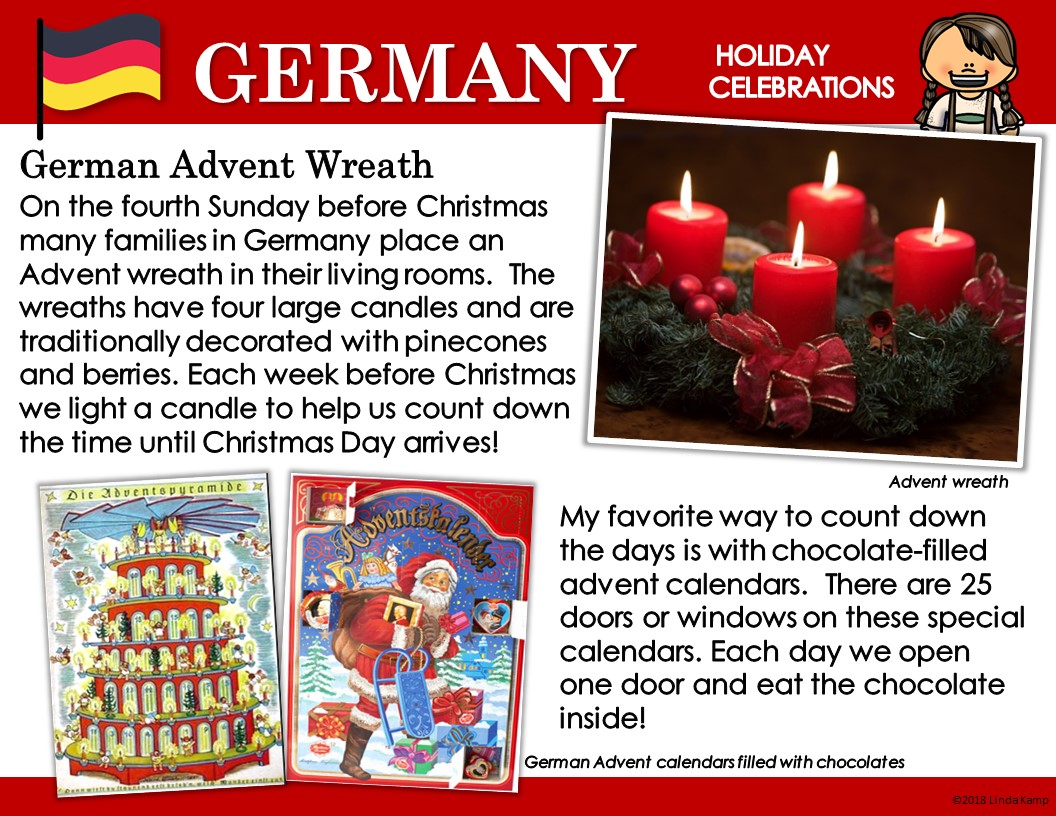 GERMANY
HOLIDAY
CELEBRATIONS
German Advent Wreath
On the fourth Sunday before Christmas
many families in Germany place an
Advent wreath in their living rooms. The
wreaths have four large candles and are
traditionally decorated with pinecones
and berries. Each week before Christmas
we light a candle to help us count down
the time until Christmas Day arrives!
Advent wreath
Die Adventspyramide
Adventskalender
My favorite way to count down
the days is with chocolate-filled
advent calendars. There are 25
doors or windows on these special
calendars. Each day we open
one door and eat the chocolate
inside!
German Advent calendars filled with chocolates
©2018 Linda Kamp